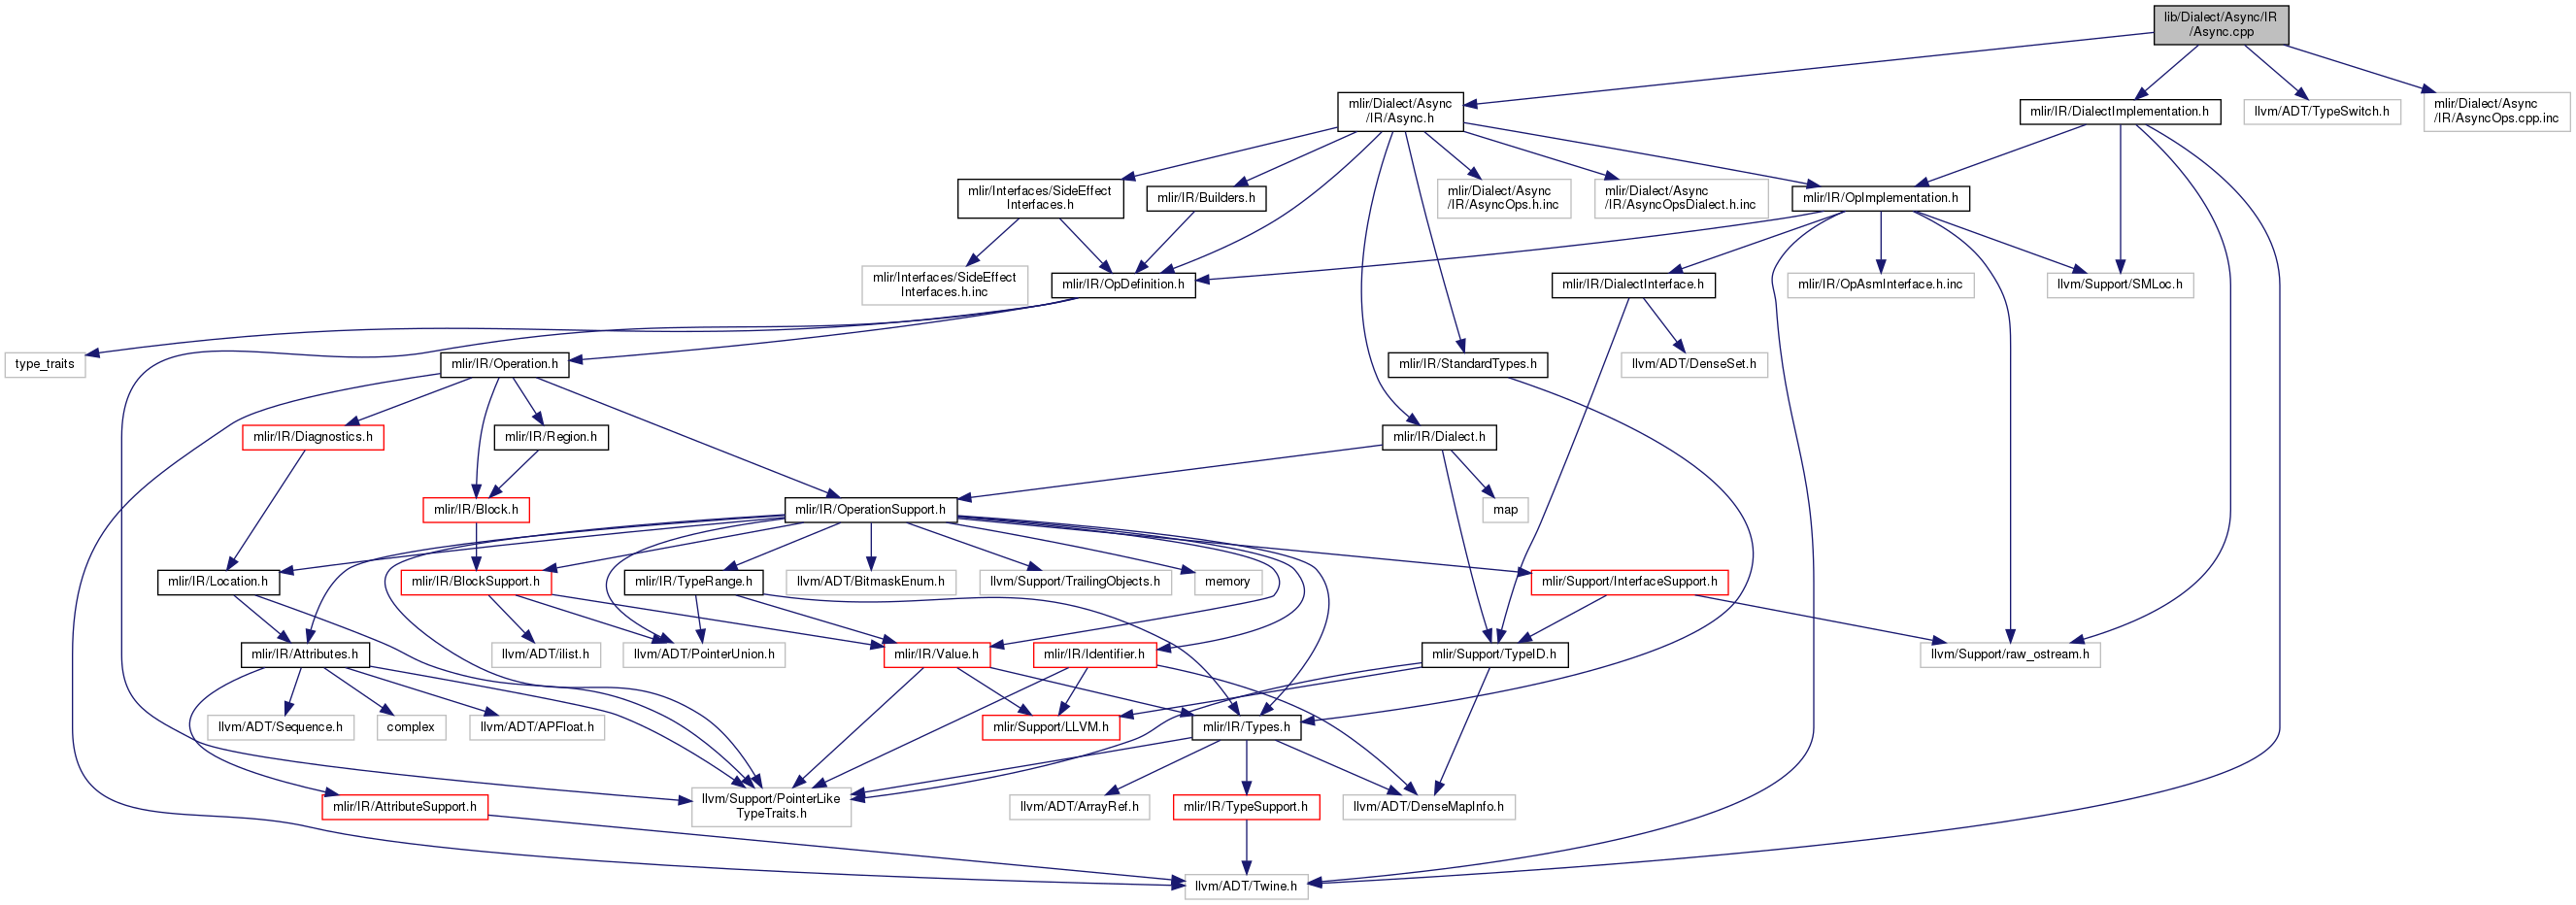 lib/Dialect/Async/IR
/Async.cpp
mlir/Dialect/Async
/IR/Async.h
mlir/IR/DialectImplementation.h
llvm/ADT/TypeSwitch.h
mlir/Dialect/Async
/IR/AsyncOps.cpp.inc
mlir/Interfaces/SideEffect
Interfaces.h
mlir/IR/Builders.h
mlir/Dialect/Async
/IR/AsyncOps.h.inc
mlir/Dialect/Async
/IR/AsyncOpsDialect.h.inc
mlir/IR/OpImplementation.h
mlir/Interfaces/SideEffect
Interfaces.h.inc
mlir/IR/OpDefinition.h
mlir/IR/DialectInterface.h
mlir/IR/OpAsmInterface.h.inc
llvm/Support/SMLoc.h
type_traits
mlir/IR/Operation.h
mlir/IR/StandardTypes.h
llvm/ADT/DenseSet.h
mlir/IR/Diagnostics.h
mlir/IR/Region.h
mlir/IR/Dialect.h
mlir/IR/Block.h
mlir/IR/OperationSupport.h
map
mlir/IR/Location.h
mlir/IR/BlockSupport.h
mlir/IR/TypeRange.h
llvm/ADT/BitmaskEnum.h
llvm/Support/TrailingObjects.h
memory
mlir/Support/InterfaceSupport.h
mlir/IR/Attributes.h
llvm/ADT/ilist.h
llvm/ADT/PointerUnion.h
mlir/IR/Value.h
mlir/IR/Identifier.h
mlir/Support/TypeID.h
llvm/Support/raw_ostream.h
llvm/ADT/Sequence.h
complex
llvm/ADT/APFloat.h
mlir/Support/LLVM.h
mlir/IR/Types.h
mlir/IR/AttributeSupport.h
llvm/Support/PointerLike
TypeTraits.h
llvm/ADT/ArrayRef.h
mlir/IR/TypeSupport.h
llvm/ADT/DenseMapInfo.h
llvm/ADT/Twine.h